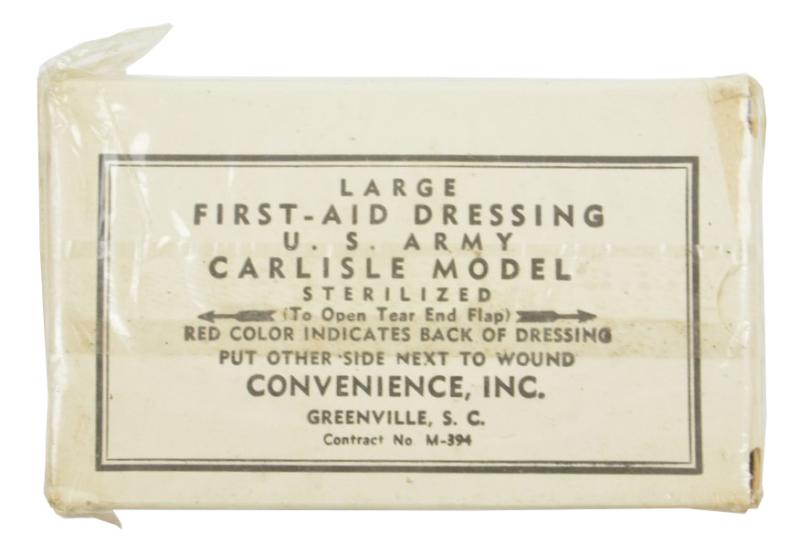 LARGE
FIRST-AID DRESSING
U. S. ARMY
CARLISLE MODEL
STERILIZED
(To Open Tear End Flap)
RED COLOR INDICATES BACK OF DRESSING
PUT OTHER SIDE NEXT TO WOUND
CONVENIENCE, INC.
GREENVILLE, S. C.
Contract No M-394